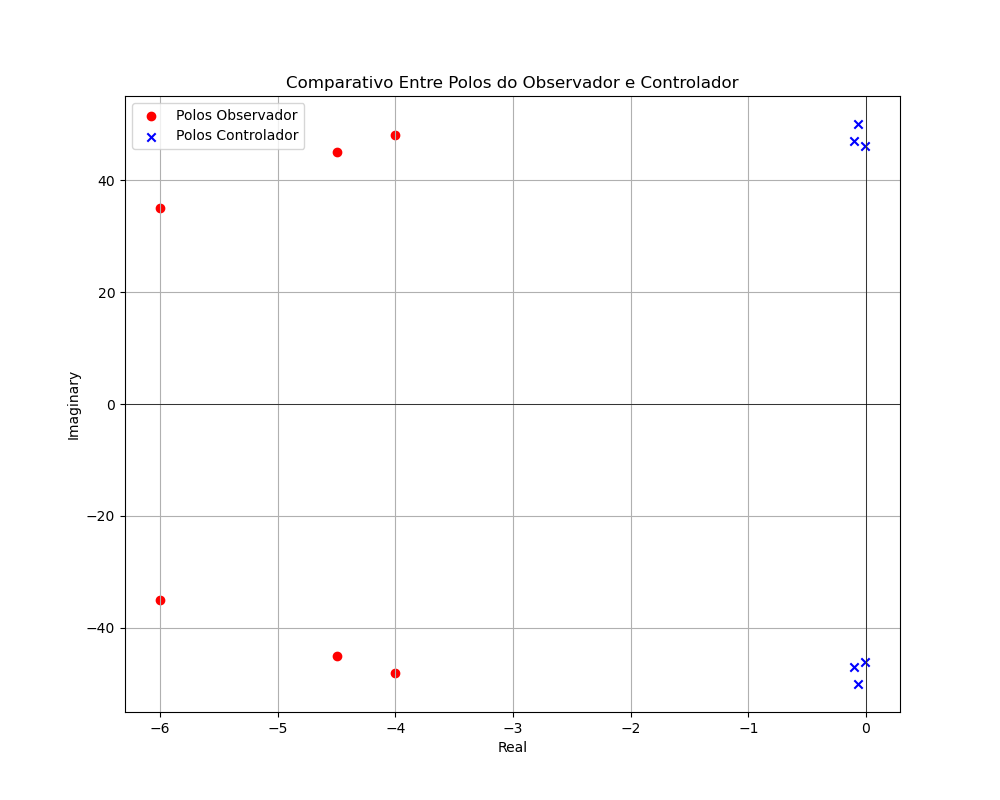 Comparativo Entre Polos do Observador e Controlador
Polos Observador
Polos Controlador
40
20
0
−20
−40
Imaginary
−6
−5
−4
−3
−2
−1
0
Real